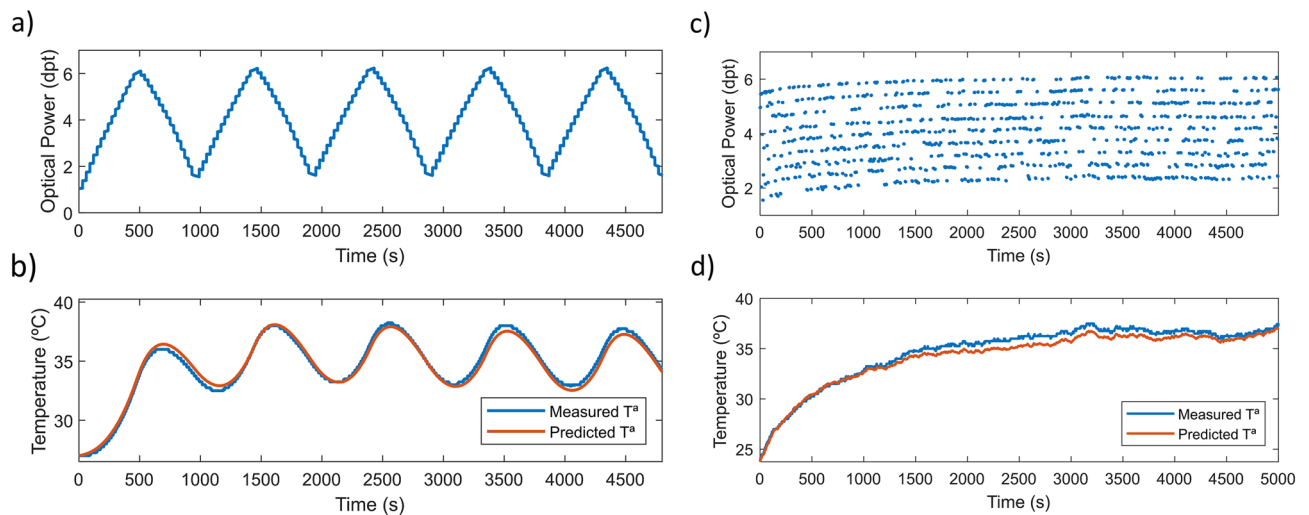 a)
Optical Power (dpt)
6
4
2
0
0 500 1000 1500 2000 2500 3000 3500 4000 4500
Time (s)
b)
Temperature (ºC)
40
35
30
0 500 1000 1500 2000 2500 3000 3500 4000 4500
Time (s)
Measured Tª
Predicted Tª
c)
Optical Power (dpt)
6
4
2
0 500 1000 1500 2000 2500 3000 3500 4000 4500
Time (s)
d)
Temperature (ºC)
40
35
30
25
0 500 1000 1500 2000 2500 3000 3500 4000 4500 5000
Time (s)
Measured Tª
Predicted Tª